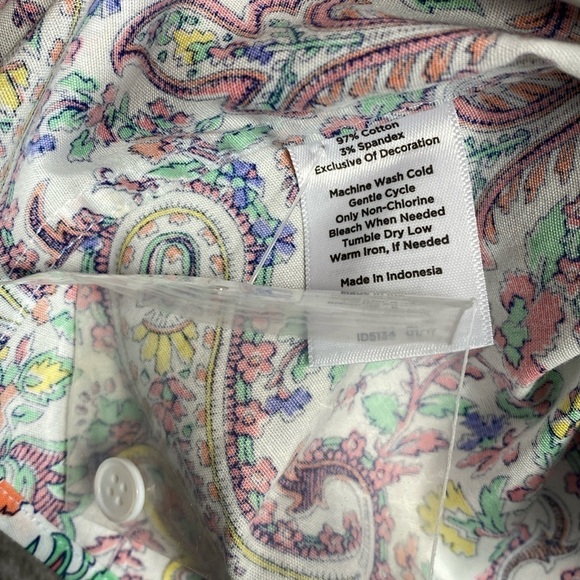 97% Cotton
3% Spandex
Exclusive Of Decoration
Machine Wash Cold
Gentle Cycle
Only Non-Chlorine
Bleach When Needed
Tumble Dry Low
Warm Iron, If Needed
Made In Indonesia
ID5134